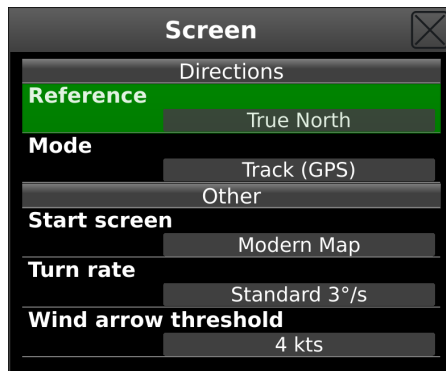 Screen
Directions
Reference
True North
Mode
Track (GPS)
Other
Start screen
Modern Map
Turn rate
Standard 3°/s
Wind arrow threshold
4 kts